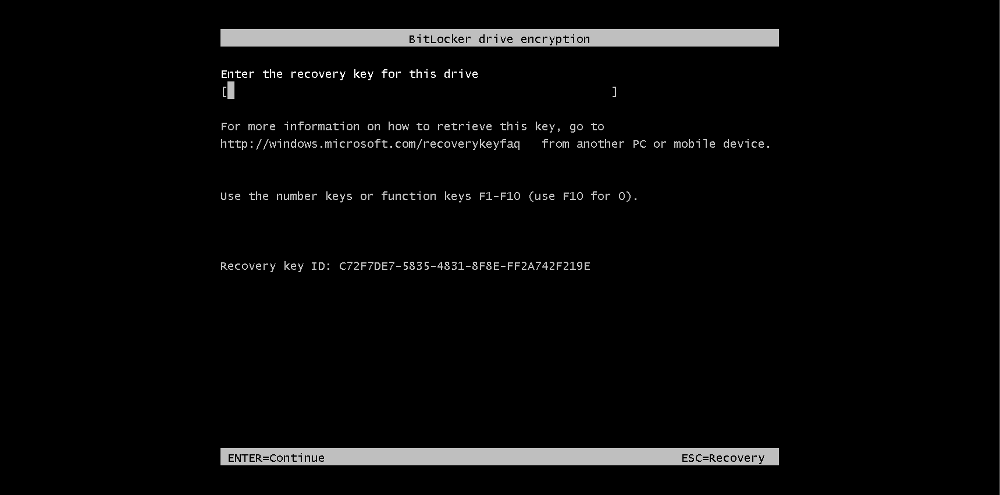 BitLocker drive encryption
Enter the recovery key for this drive
[ ]
For more information on how to retrieve this key, go to
http://windows.microsoft.com/recoverykeyfaq from another PC or mobile device.
Use the number keys or function keys F1-F10 (use F10 for 0).
Recovery key ID: C72F7DE7-5835-4831-8F8E-FF2A742F219E
ENTER=Continue ESC=Recovery